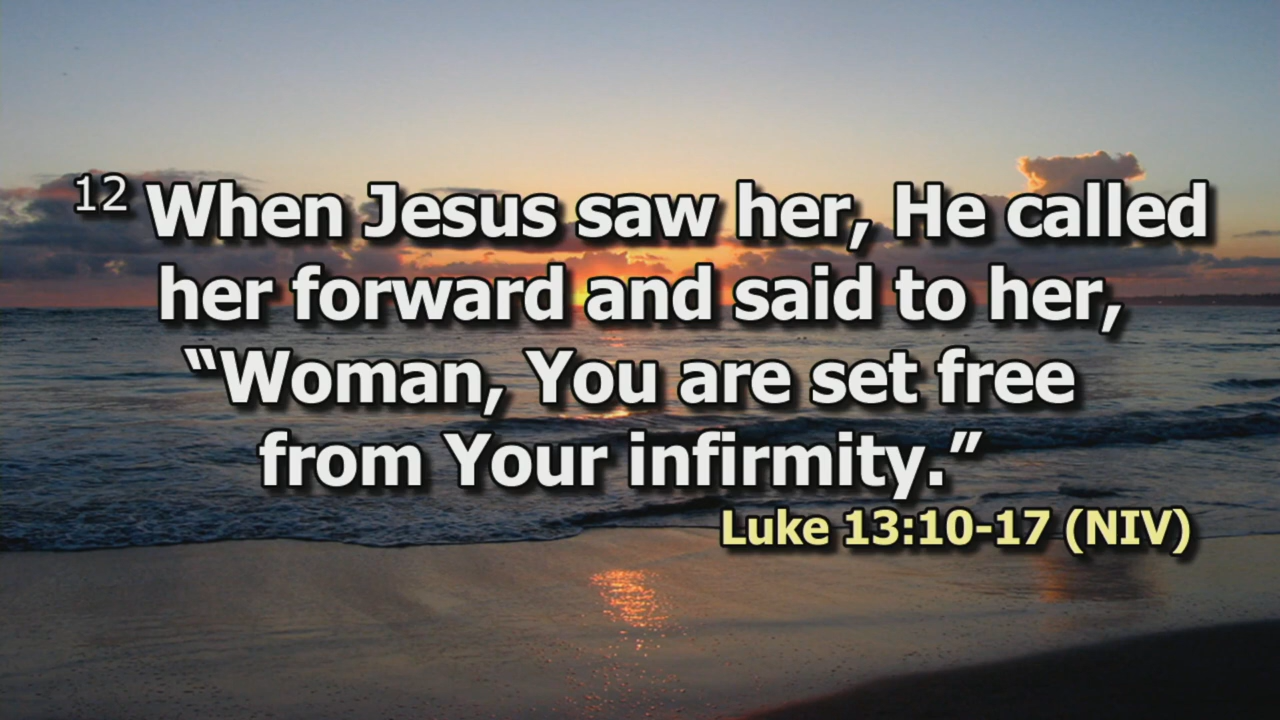 12 When Jesus saw her, He called
her forward and said to her,
“Woman, You are set free
from Your infirmity.”
Luke 13:10-17 (NIV)